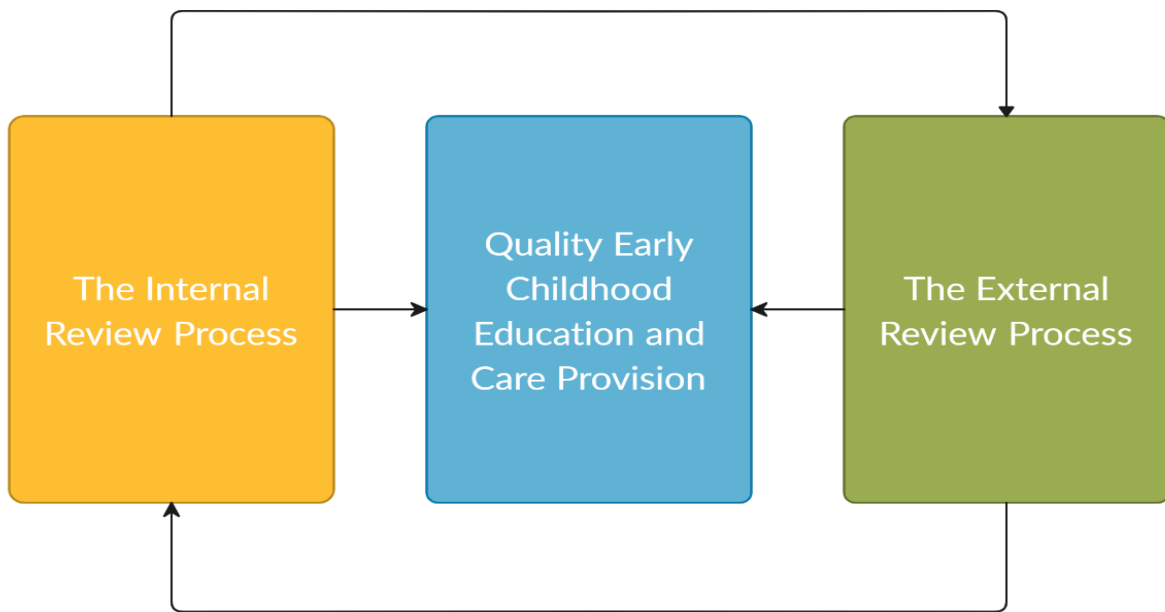 The Internal
Review Process
Quality Early
Childhood
Education and
Care Provision
The External
Review Process